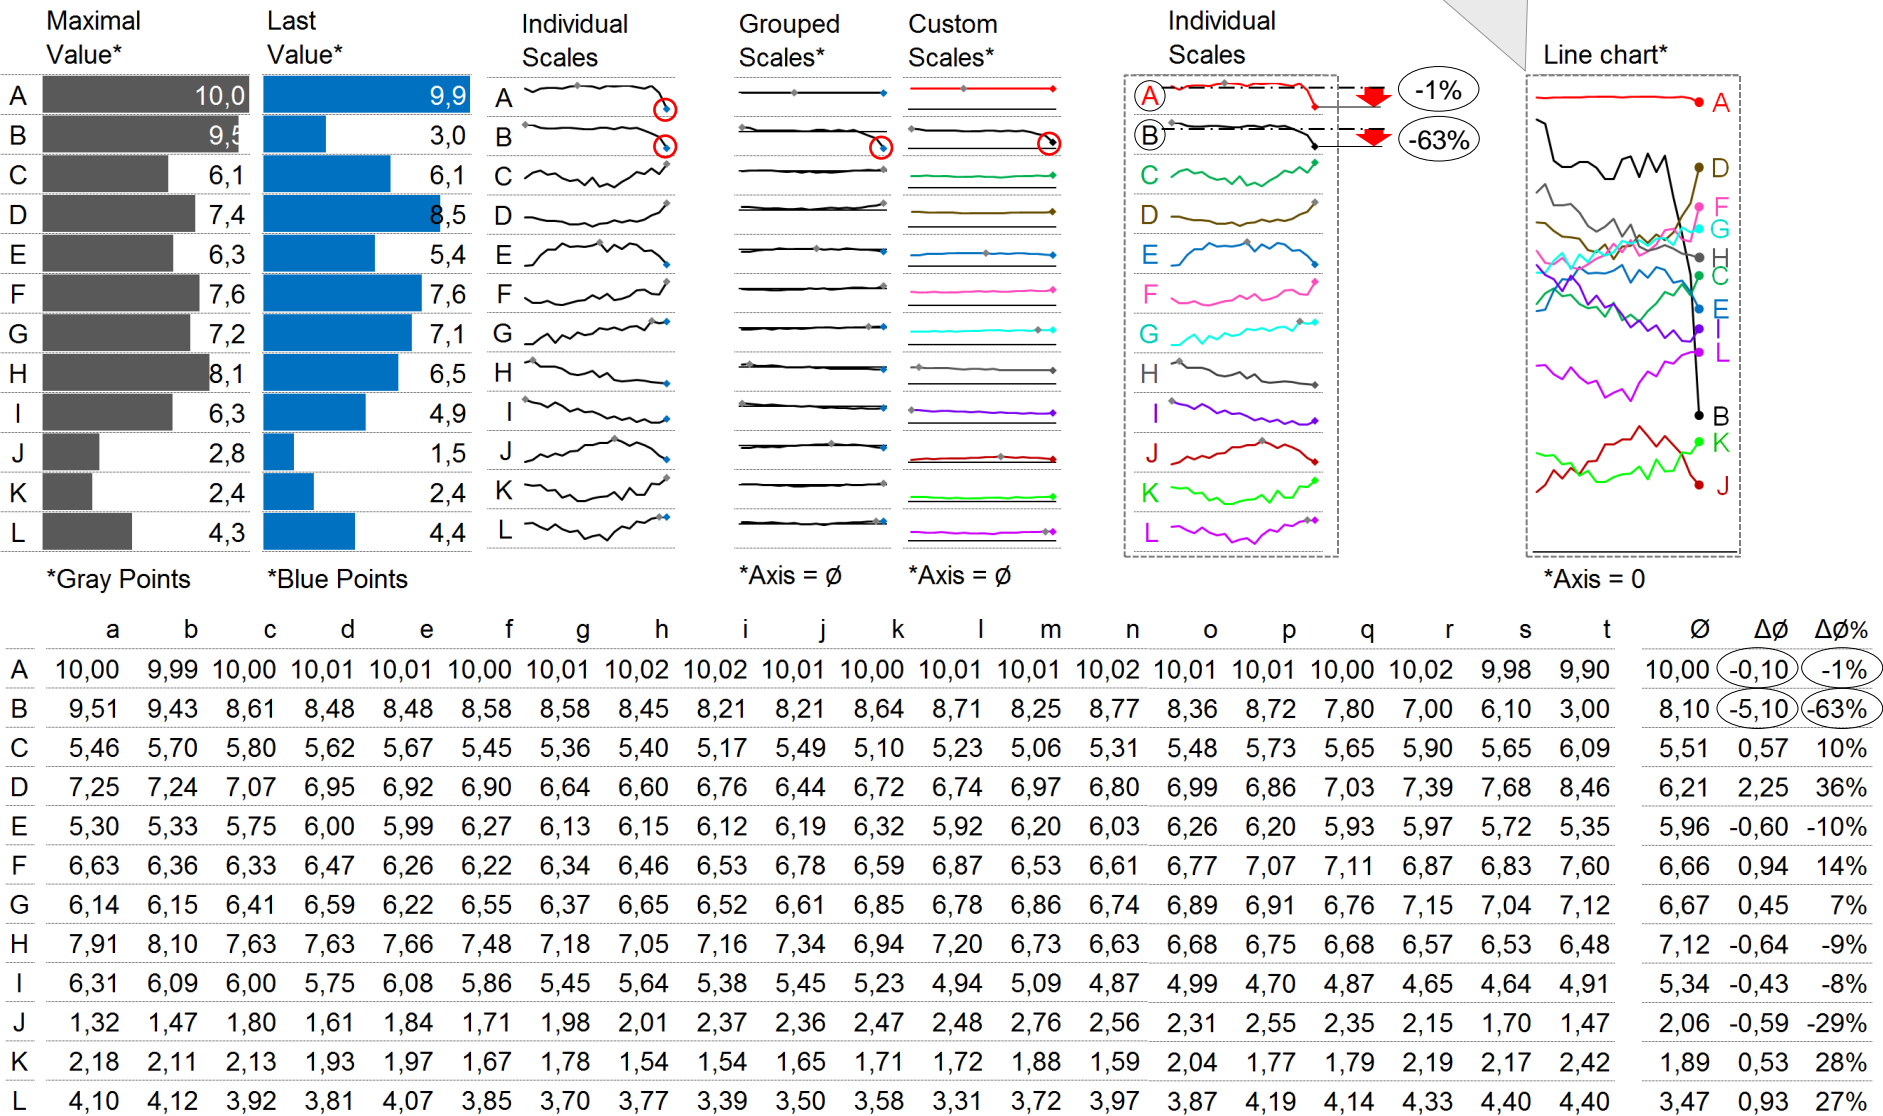 Maximal
Value*
Last
Value*
Individual
Scales
Grouped
Scales*
Custom
Scales*
Individual
Scales
Line chart*
A 10,0 9,9 A A -1% A
B 9,5 3,0 B B -63%
C 6,1 6,1 C C
D 7,4 8,5 D D D
E 6,3 5,4 E E F
F 7,6 7,6 F F G
G 7,2 7,1 G G H
H 8,1 6,5 H H C
I 6,3 4,9 I I E
J 2,8 1,5 J J I
K 2,4 2,4 K K L
L 4,3 4,4 L L B
K
J
*Gray Points *Blue Points *Axis = Ø *Axis = Ø *Axis = 0
a b c d e f g h i j k l m n o p q r s t Ø ΔØ ΔØ%
A 10,00 9,99 10,00 10,01 10,01 10,00 10,01 10,02 10,02 10,01 10,00 10,01 10,01 10,02 10,01 10,01 10,00 10,02 9,98 9,90 10,00 -0,10 -1%
B 9,51 9,43 8,61 8,48 8,48 8,58 8,58 8,45 8,21 8,21 8,64 8,71 8,25 8,77 8,36 8,72 7,80 7,00 6,10 3,00 8,10 -5,10 -63%
C 5,46 5,70 5,80 5,62 5,67 5,45 5,36 5,40 5,17 5,49 5,10 5,23 5,06 5,31 5,48 5,73 5,65 5,90 5,65 6,09 5,51 0,57 10%
D 7,25 7,24 7,07 6,95 6,92 6,90 6,64 6,60 6,76 6,44 6,72 6,74 6,97 6,80 6,99 6,86 7,03 7,39 7,68 8,46 6,21 2,25 36%
E 5,30 5,33 5,75 6,00 5,99 6,27 6,13 6,15 6,12 6,19 6,32 5,92 6,20 6,03 6,26 6,20 5,93 5,97 5,72 5,35 5,96 -0,60 -10%
F 6,63 6,36 6,33 6,47 6,26 6,22 6,34 6,46 6,53 6,78 6,59 6,87 6,53 6,61 6,77 7,07 7,11 6,87 6,83 7,60 6,66 0,94 14%
G 6,14 6,15 6,41 6,59 6,22 6,55 6,37 6,65 6,52 6,61 6,85 6,78 6,86 6,74 6,89 6,91 6,76 7,15 7,04 7,12 6,67 0,45 7%
H 7,91 8,10 7,63 7,63 7,66 7,48 7,18 7,05 7,16 7,34 6,94 7,20 6,73 6,63 6,68 6,75 6,68 6,57 6,53 6,48 7,12 -0,64 -9%
I 6,31 6,09 6,00 5,75 6,08 5,86 5,45 5,64 5,38 5,45 5,23 4,94 5,09 4,87 4,99 4,70 4,87 4,65 4,64 4,91 5,34 -0,43 -8%
J 1,32 1,47 1,80 1,61 1,84 1,71 1,98 2,01 2,37 2,36 2,47 2,48 2,76 2,56 2,31 2,55 2,35 2,15 1,70 1,47 2,06 -0,59 -29%
K 2,18 2,11 2,13 1,93 1,97 1,67 1,78 1,54 1,54 1,65 1,71 1,72 1,88 1,59 2,04 1,77 1,79 2,19 2,17 2,42 1,89 0,53 28%
L 4,10 4,12 3,92 3,81 4,07 3,85 3,70 3,77 3,39 3,50 3,58 3,31 3,72 3,97 3,87 4,19 4,14 4,33 4,40 4,40 3,47 0,93 27%